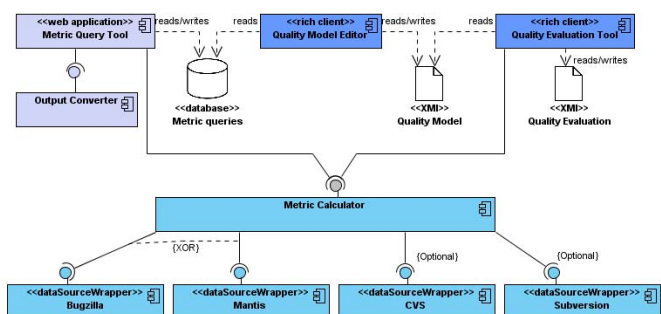 <<web application>>
Metric Query Tool
reads/writes
reads
<<rich client>>
Quality Model Editor
reads/writes
reads
<<rich client>>
Quality Evaluation Tool
reads/writes
Output Converter
<<database>>
Metric queries
<<XMI>>
Quality Model
<<XMI>>
Quality Evaluation
Metric Calculator
{XOR}
{Optional}
{Optional}
<<dataSourceWrapper>>
Bugzilla
<<dataSourceWrapper>>
Mantis
<<dataSourceWrapper>>
CVS
<<dataSourceWrapper>>
Subversion